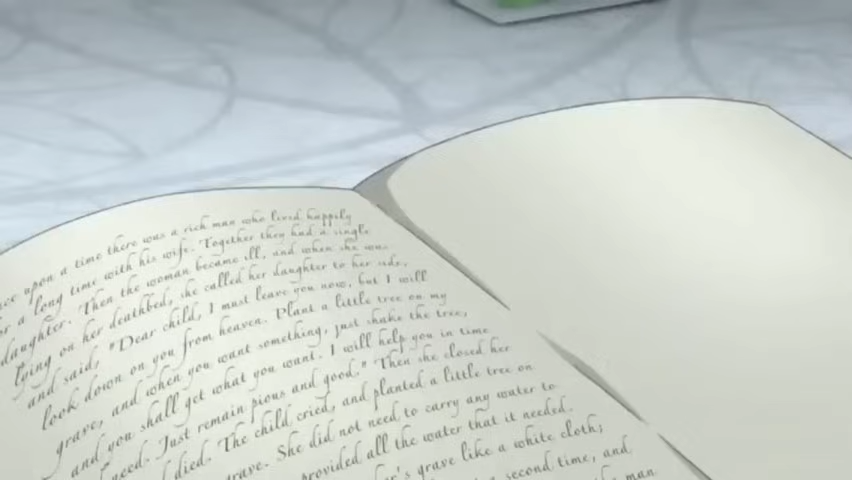 upon a time there was a rich man who lived happily
for a long time with his wife. Together they had a single
daughter. Then the woman became ill, and when she was
lying on her deathbed, she called her daughter to her side,
and said, "Dear child, I must leave you now, but I will
look down on you from heaven. Plant a little tree on my
grave, and when you want something, just shake the tree,
and you shall get what you want. I will help you in time
need. Just remain pious and good." Then she closed her
died. The child cried, and planted a little tree on
grave. She did not need to carry any water to
provided all the water that it needed.
grave like a white cloth;
second time, and
the man